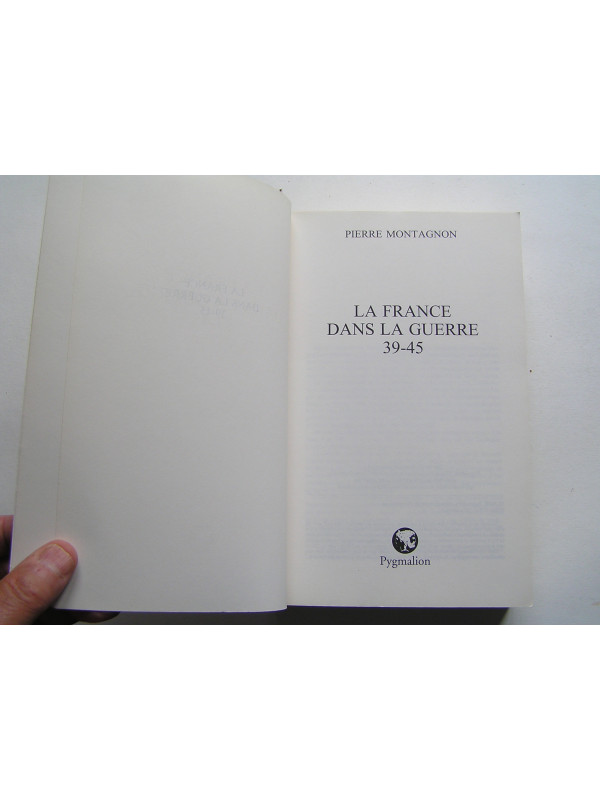 PIERRE MONTAGNON
LA FRANCE
DANS LA GUERRE
39-45
Pygmalion